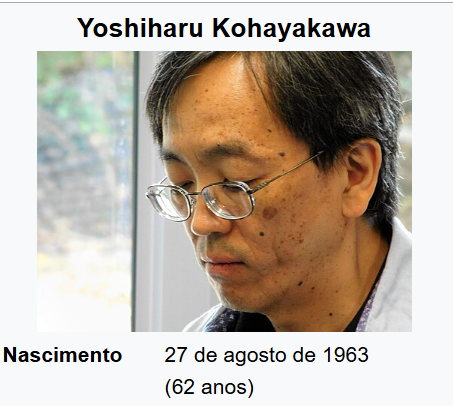 Yoshiharu Kohayakawa
Nascimento 27 de agosto de 1963
(62 anos)